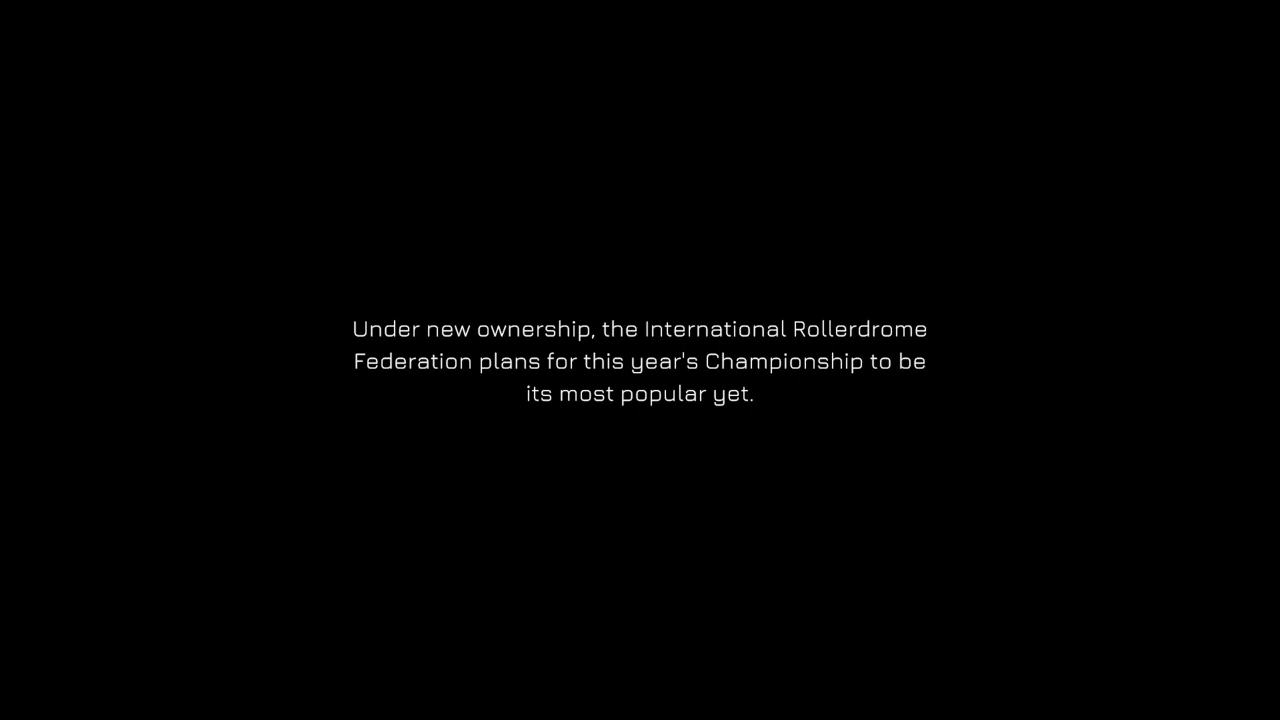 Under new ownership, the International Rollerdrome
Federation plans for this year's Championship to be
its most popular yet.